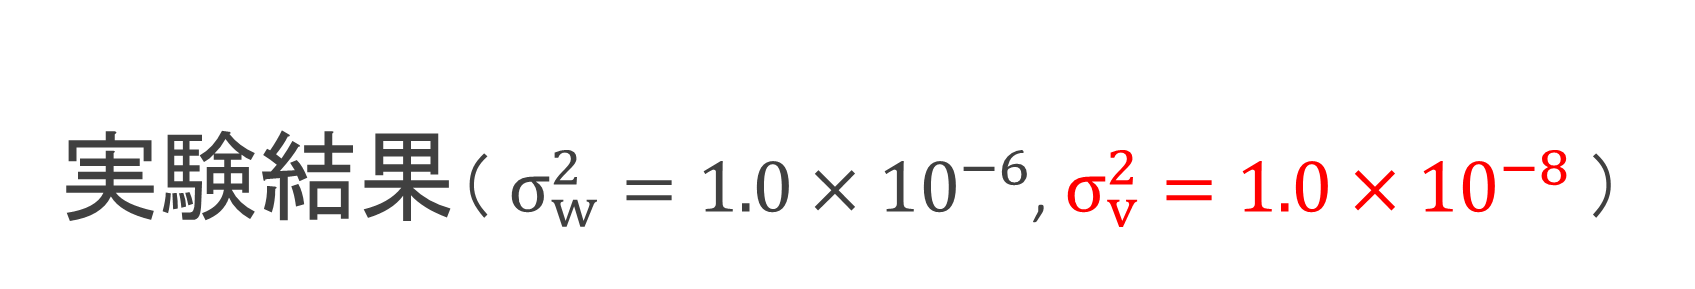 実験結果( σ_w^2 = 1.0 × 10^{−6}, σ_v^2 = 1.0 × 10^{−8} )